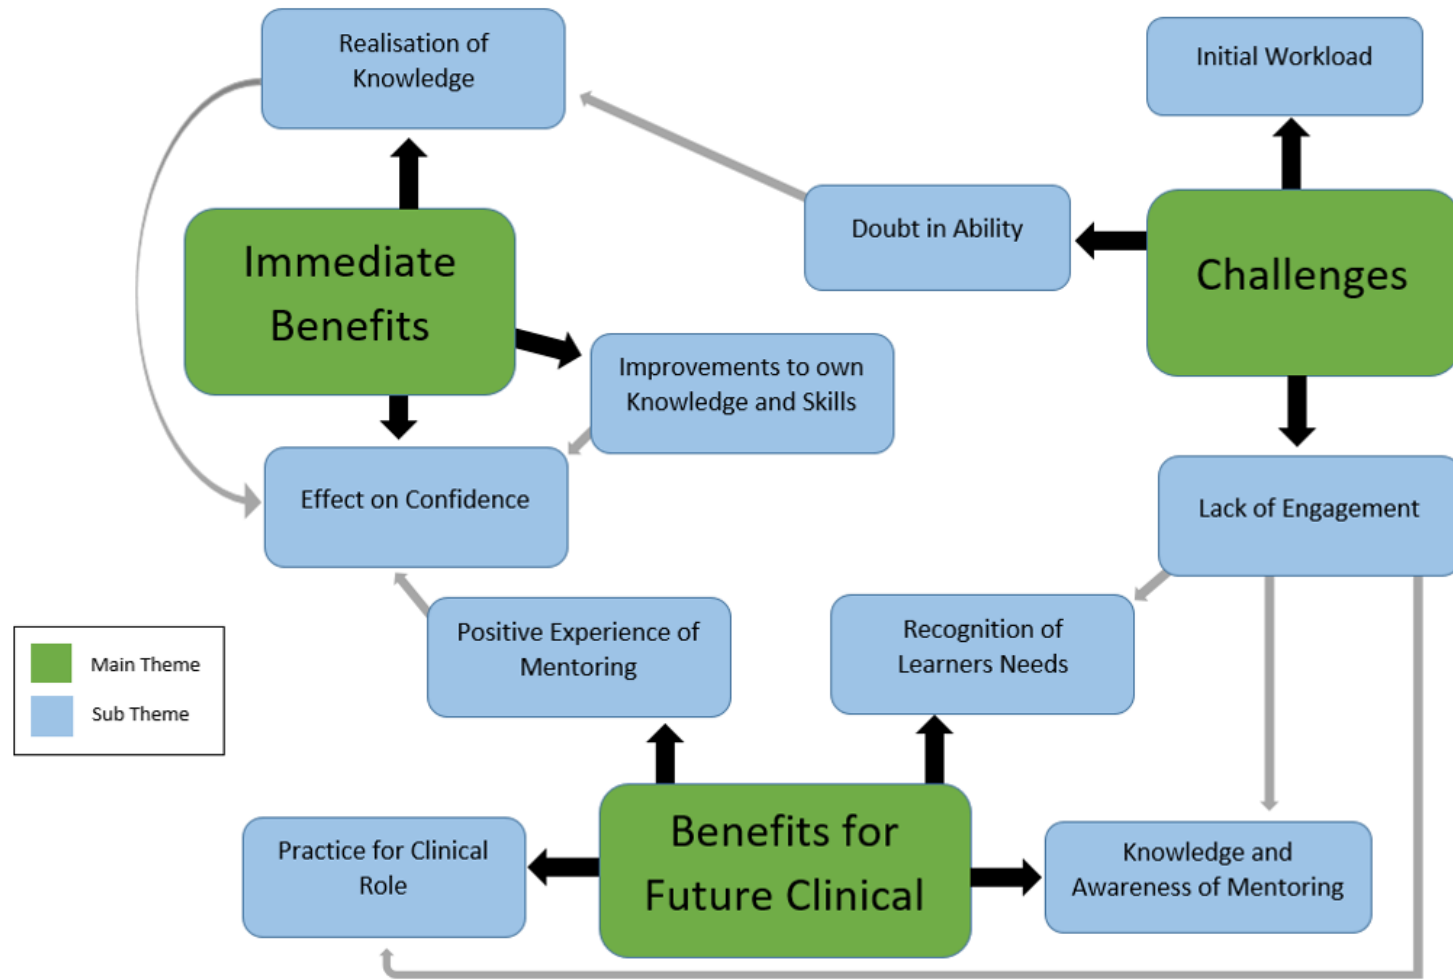 Realisation of
Knowledge
Initial Workload
Doubt in Ability
Immediate
Benefits
Challenges
Improvements to own
Knowledge and Skills
Effect on Confidence
Lack of Engagement
Positive Experience of
Mentoring
Recognition of
Learners Needs
Main Theme
Sub Theme
Benefits for
Future Clinical
Practice for Clinical
Role
Knowledge and
Awareness of Mentoring